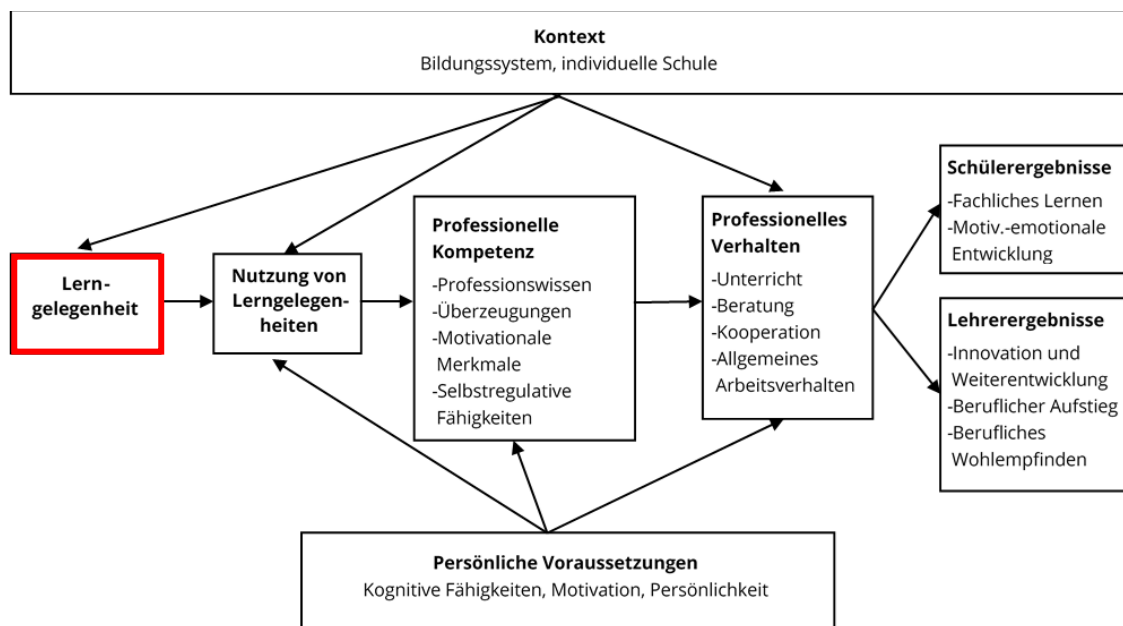 Kontext
Bildungssystem, individuelle Schule
Lern-
gelegenheit
Nutzung von
Lerngelegen-
heiten
Professionelle
Kompetenz
-Professionswissen
-Überzeugungen
-Motivationale
Merkmale
-Selbstregulative
Fähigkeiten
Professionelles
Verhalten
-Unterricht
-Beratung
-Kooperation
-Allgemeines
Arbeitsverhalten
Schülerergebnisse
-Fachliches Lernen
-Motiv.-emotionale
Entwicklung
Lehrerergebnisse
-Innovation und
Weiterentwicklung
-Beruflicher Aufstieg
-Berufliches
Wohlempfinden
Persönliche Voraussetzungen
Kognitive Fähigkeiten, Motivation, Persönlichkeit